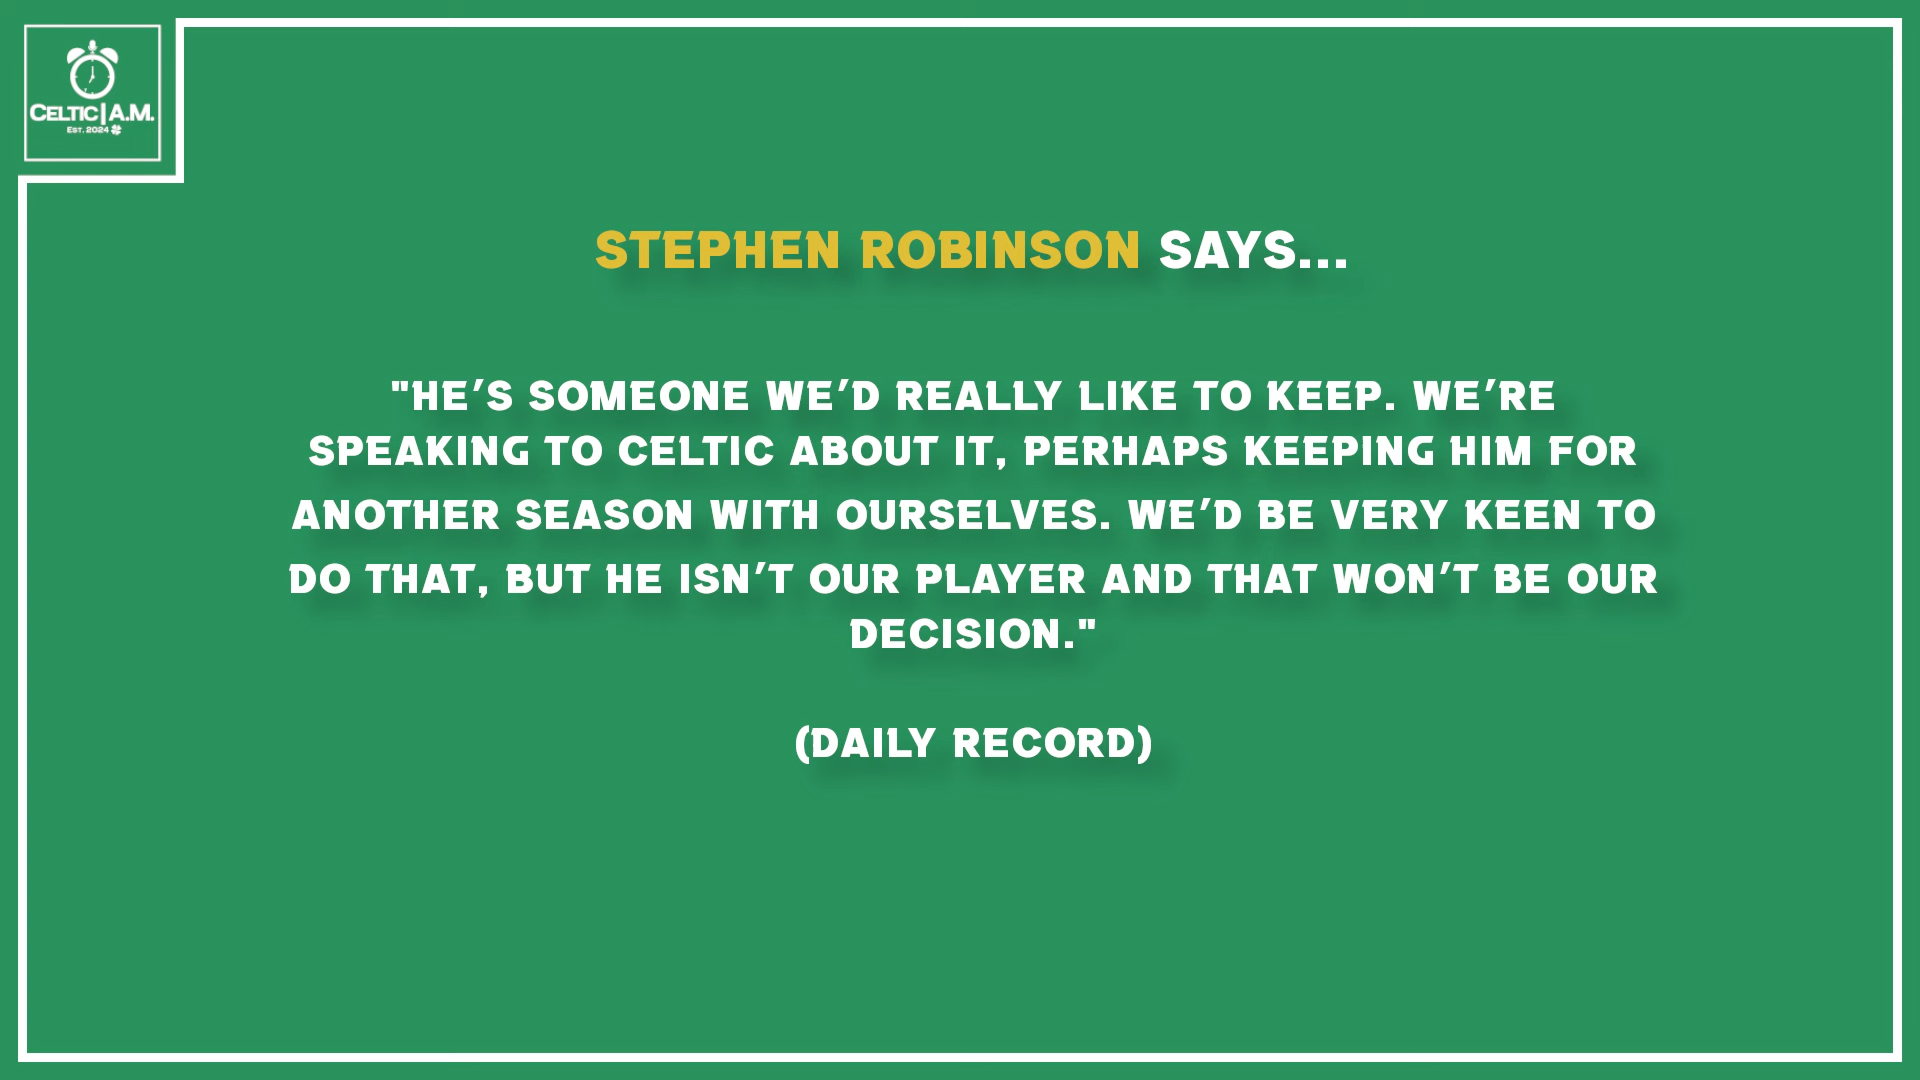 CELTIC|A.M.
EST. 2024
STEPHEN ROBINSON SAYS...
"HE'S SOMEONE WE'D REALLY LIKE TO KEEP. WE'RE
SPEAKING TO CELTIC ABOUT IT, PERHAPS KEEPING HIM FOR
ANOTHER SEASON WITH OURSELVES. WE'D BE VERY KEEN TO
DO THAT, BUT HE ISN'T OUR PLAYER AND THAT WON'T BE OUR
DECISION."
(DAILY RECORD)